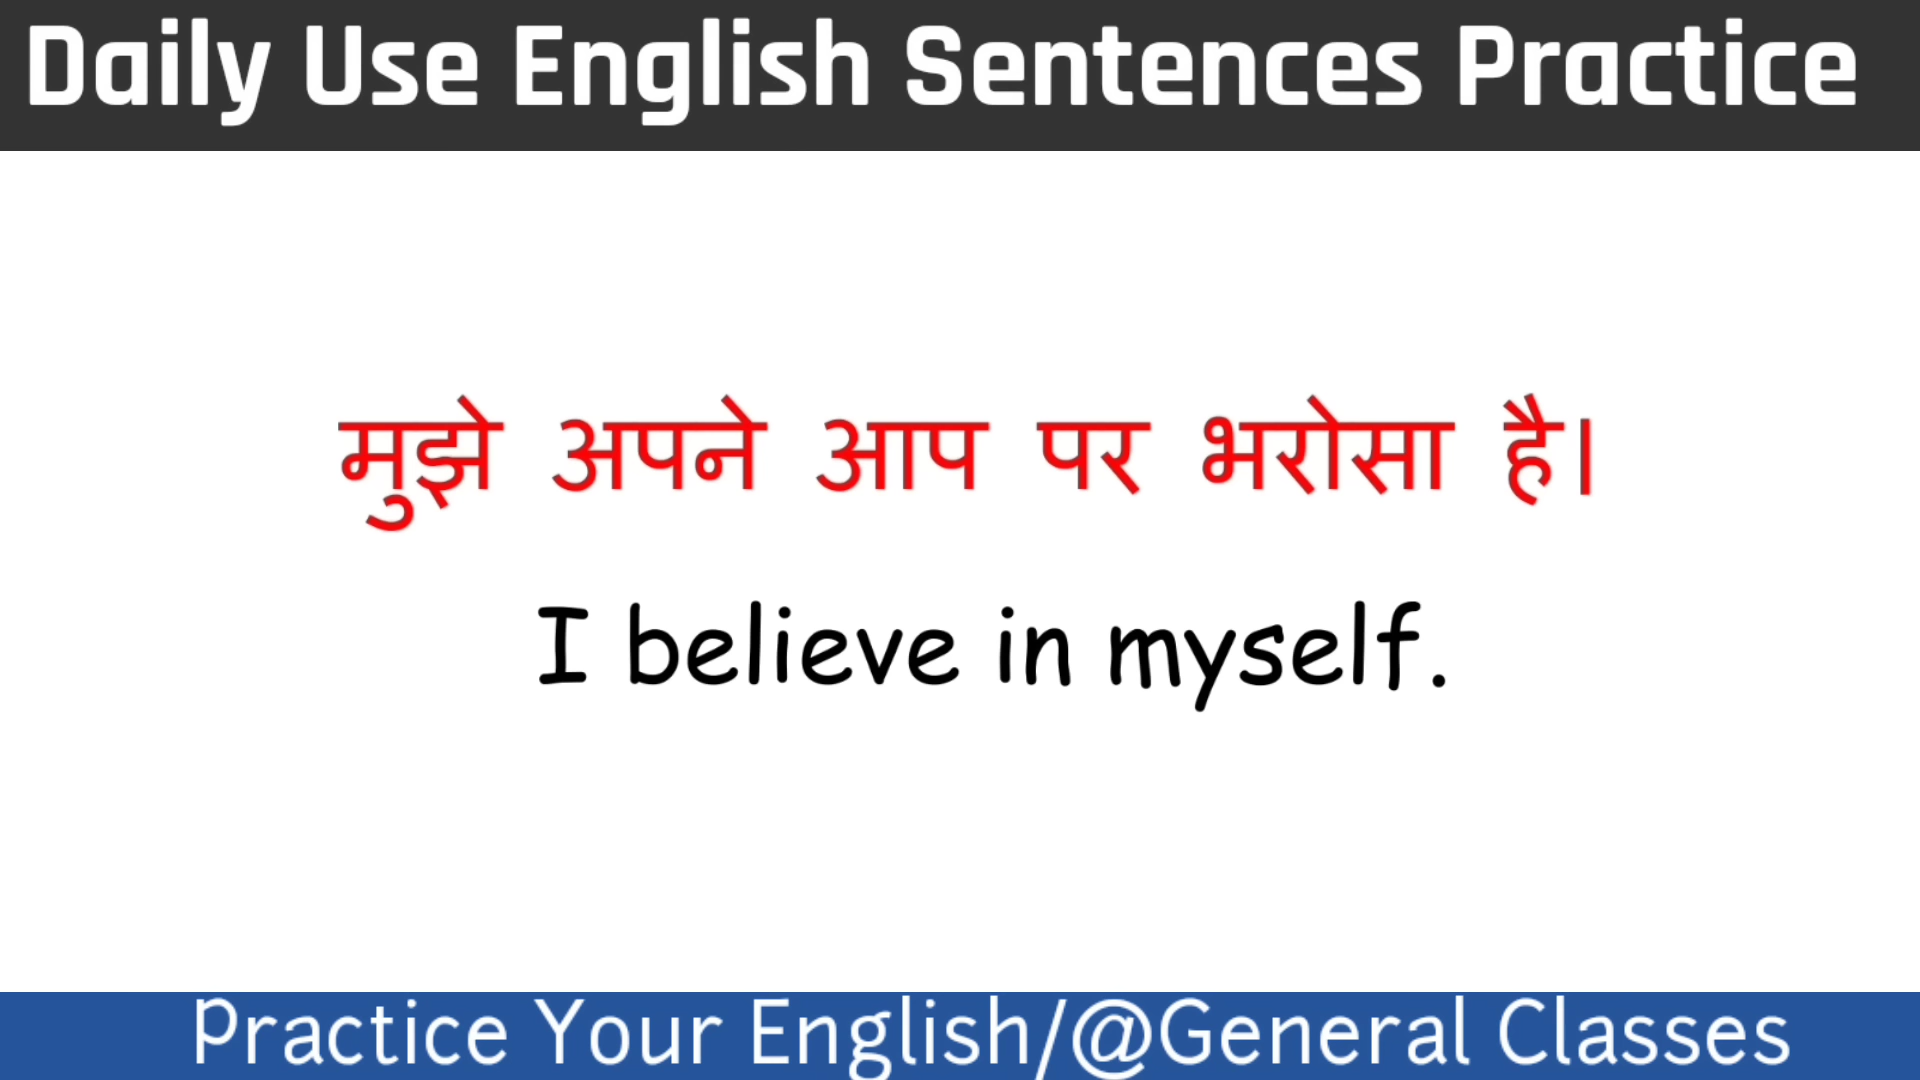 Daily Use English Sentences Practice
मुझे अपने आप पर भरोसा है।
I believe in myself.
Practice Your English/@General Classes